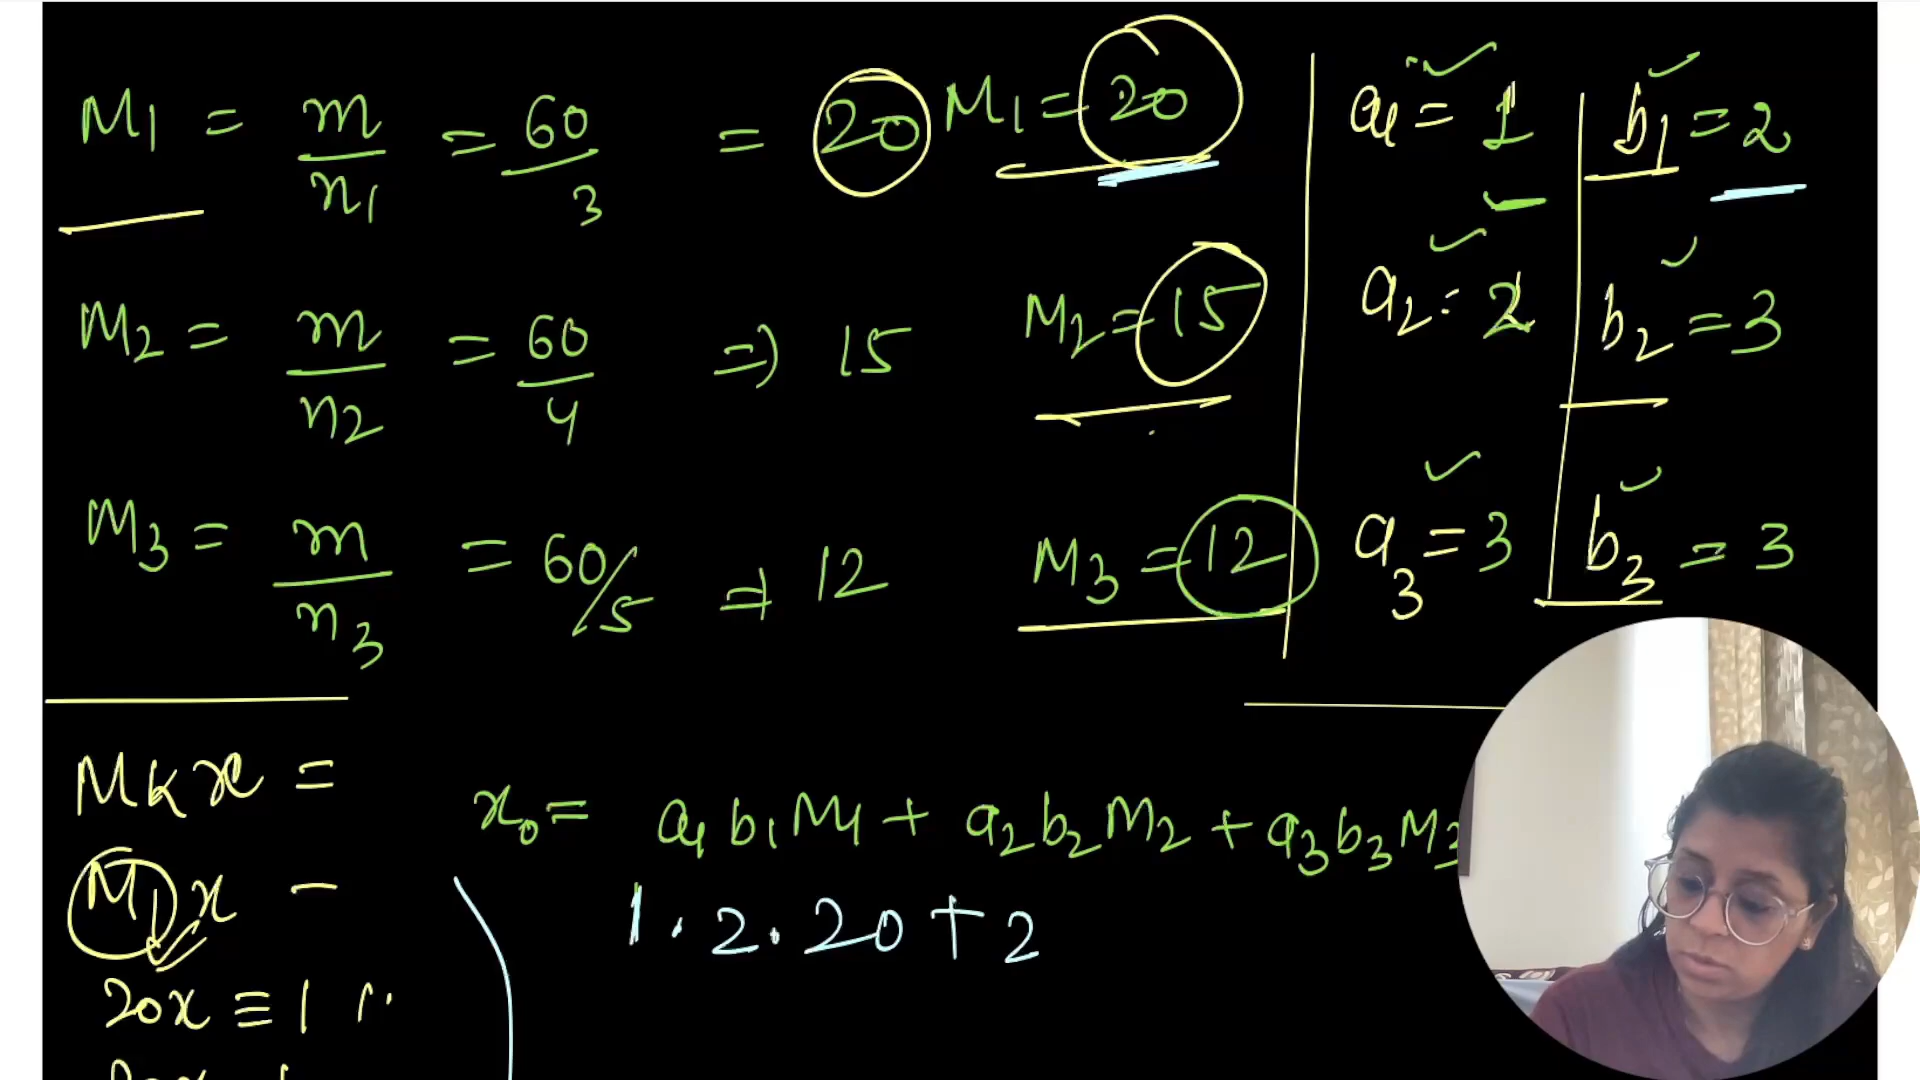 M1 = m/n1 = 60/3 = 20 M1 = 20 a1 = 1 b1 = 2
M2 = m/n2 = 60/4 ⇒ 15 M2 = 15 a2 = 2 b2 = 3
M3 = m/n3 = 60/5 ⇒ 12 M3 = 12 a3 = 3 b3 = 3
Mkx =
x0 = a1b1M1 + a2b2M2 + a3b3M3
M1x =
1.2.20+2
20x ≡ 1